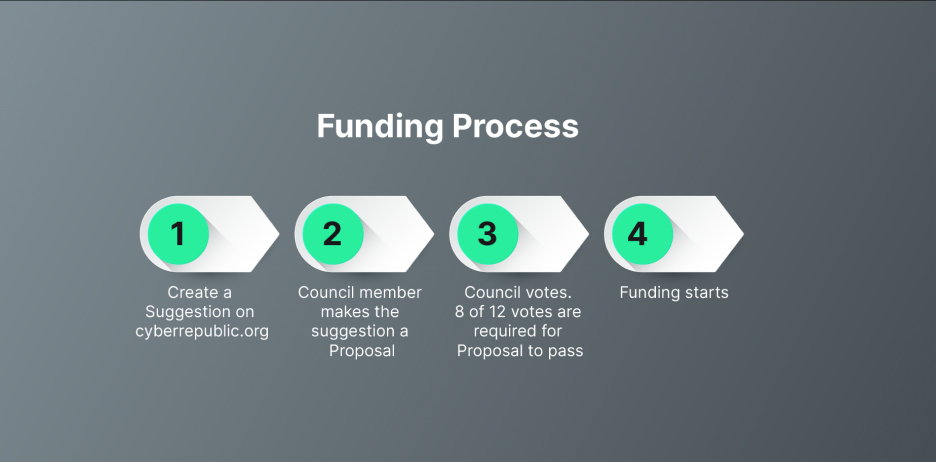 Funding Process
1
Create a
Suggestion on
cyberrepublic.org
2
Council member
makes the
suggestion a
Proposal
3
Council votes.
8 of 12 votes are
required for
Proposal to pass
4
Funding starts